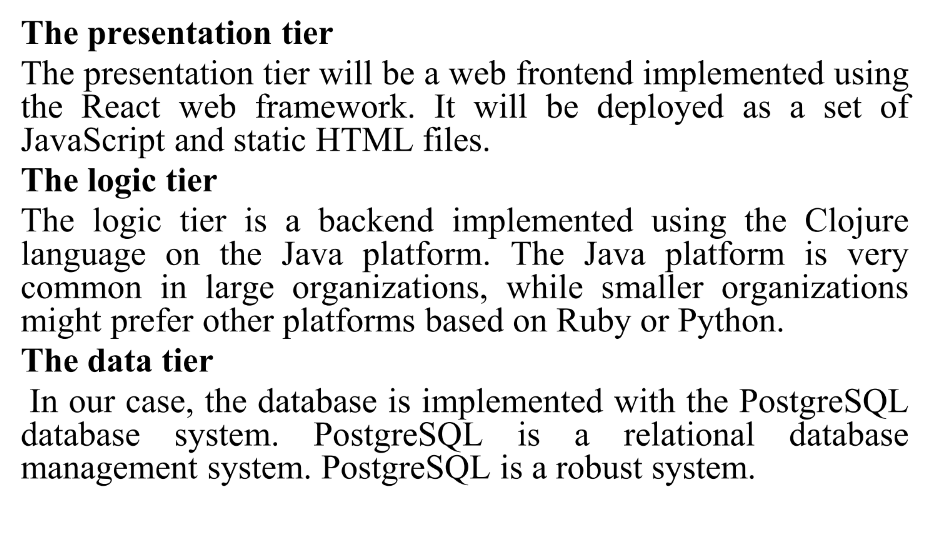 The presentation tier
The presentation tier will be a web frontend implemented using
the React web framework. It will be deployed as a set of
JavaScript and static HTML files.
The logic tier
The logic tier is a backend implemented using the Clojure
language on the Java platform. The Java platform is very
common in large organizations, while smaller organizations
might prefer other platforms based on Ruby or Python.
The data tier
In our case, the database is implemented with the PostgreSQL
database system. PostgreSQL is a relational database
management system. PostgreSQL is a robust system.